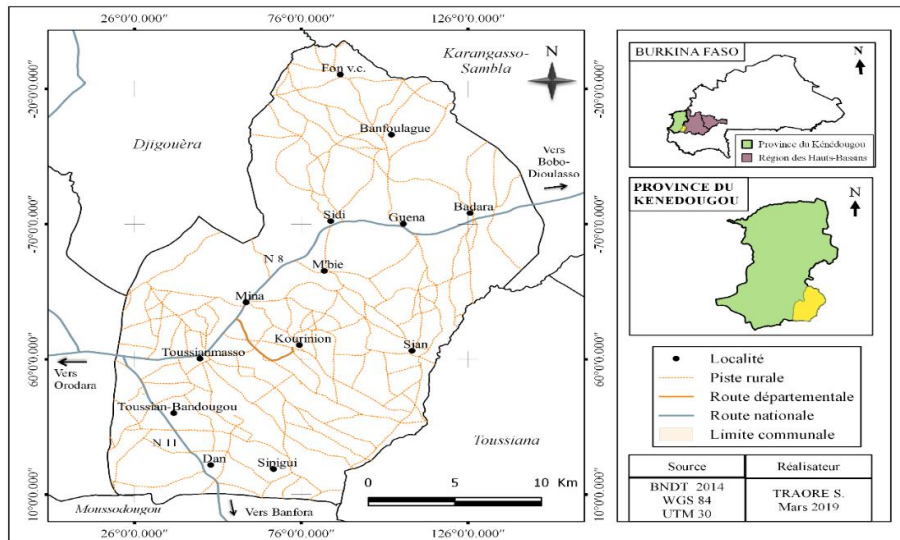 26°0'0.000"
76°0'0.000"
126°0'0.000"
-20°0'0.000"
-20°0'0.000"
Fon v.c.
Karangasso-
Sambla
N
Banfoulague
Djigouèra
Vers
Bobo-
Dioulasso
Sidi
Guena
Badara
-70°0'0.000"
-70°0'0.000"
N 8
M'bie
Mina
Kourinion
Sian
Toussianmasso
60°0'0.000"
60°0'0.000"
Vers
Orodara
Toussian-Bandougou
N 11
Toussiana
Dan
Sipigui
0
5
10 Km
10°0'0.000"
10°0'0.000"
Moussodougou
Vers Banfora
26°0'0.000"
76°0'0.000"
126°0'0.000"
BURKINA FASO
N
Province du Kénédougou
Région des Hauts-Bassins
PROVINCE DU
KENEDOUGOU
N
Localité
Piste rurale
Route départementale
Route nationale
Limite communale
Source
Réalisateur
BNDT 2014
WGS 84
UTM 30
TRAORE S.
Mars 2019